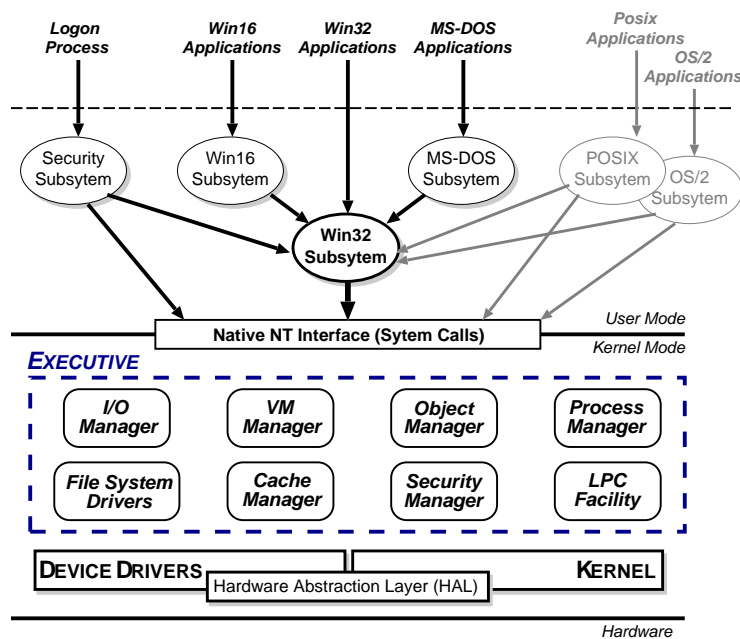 Logon
Process
Win16
Applications
Win32
Applications
MS-DOS
Applications
Posix
Applications
OS/2
Applications
Security
Subsytem
Win16
Subsytem
MS-DOS
Subsytem
POSIX
Subsytem
OS/2
Subsytem
Win32
Subsytem
Native NT Interface (Sytem Calls)
User Mode
Kernel Mode
EXECUTIVE
I/O
Manager
VM
Manager
Object
Manager
Process
Manager
File System
Drivers
Cache
Manager
Security
Manager
LPC
Facility
DEVICE DRIVERS
KERNEL
Hardware Abstraction Layer (HAL)
Hardware